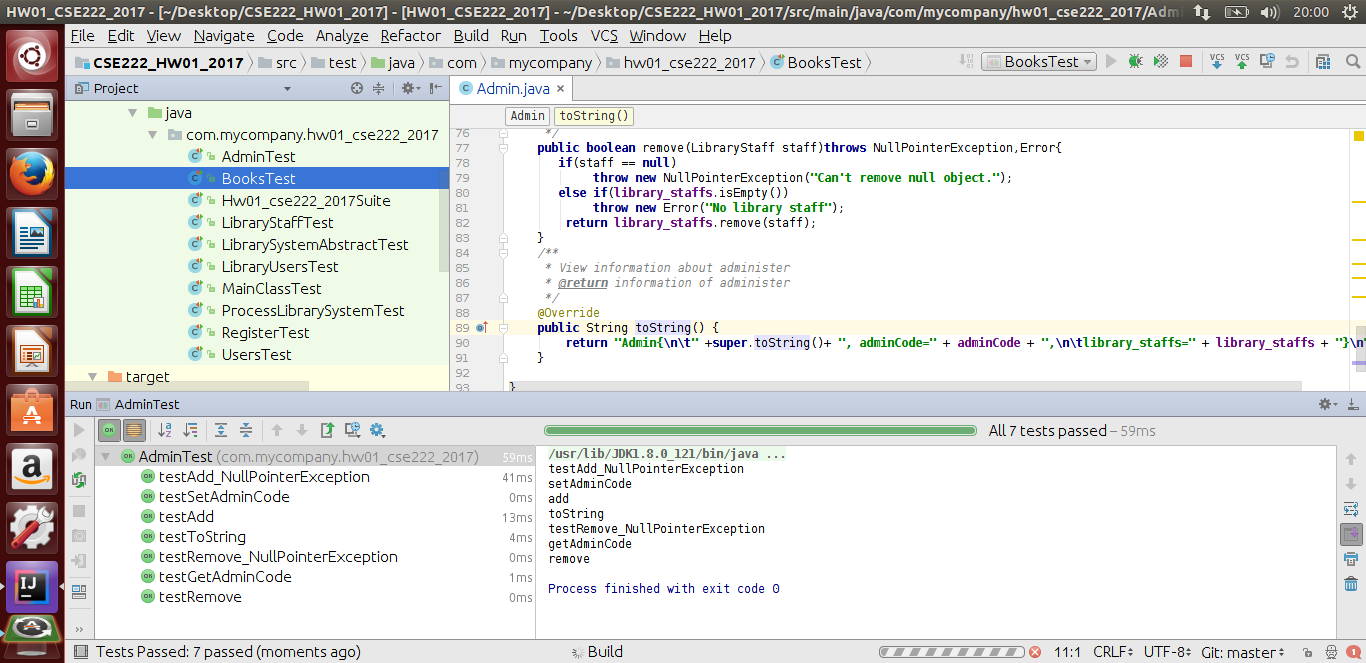 HW01_CSE222_2017 - [~/Desktop/CSE222_HW01_2017] - [HW01_CSE222_2017] - ~/Desktop/CSE222_HW01_2017/src/main/java/com/mycompany/hw01_cse222_2017/Adm 20:00
File Edit View Navigate Code Analyze Refactor Build Run Tools VCS Window Help
CSE222_HW01_2017 src test java com mycompany hw01_cse222_2017 BooksTest BooksTest VCS VCS
Project
Admin.java
java
com.mycompany.hw01_cse222_2017
AdminTest
BooksTest
Hw01_cse222_2017Suite
LibraryStaffTest
LibrarySystemAbstractTest
LibraryUsersTest
MainClassTest
ProcessLibrarySystemTest
RegisterTest
UsersTest
target
Admin toString()
76 */
77 public boolean remove(LibraryStaff staff)throws NullPointerException,Error{
78 if(staff == null)
79 throw new NullPointerException("Can't remove null object.");
80 else if(library_staffs.isEmpty())
81 throw new Error("No library staff");
82 return library_staffs.remove(staff);
83 }
84 /**
85 * View information about administer
86 * @return information of administer
87 */
88 @Override
89 public String toString() {
90 return "Admin{\n\t" +super.toString()+ ", adminCode=" + adminCode + ",\n\tlibrary_staffs=" + library_staffs + "}\n"
91 }
92
93 }
Run AdminTest
All 7 tests passed – 59ms
AdminTest (com.mycompany.hw01_cse222_2017) 59ms
testAdd_NullPointerException 41ms
testSetAdminCode 0ms
testAdd 13ms
testToString 4ms
testRemove_NullPointerException 0ms
testGetAdminCode 1ms
testRemove 0ms
/usr/lib/JDK1.8.0_121/bin/java ...
testAdd_NullPointerException
setAdminCode
add
toString
testRemove_NullPointerException
getAdminCode
remove
Process finished with exit code 0
Tests Passed: 7 passed (moments ago) Build 11:1 CRLF÷ UTF-8÷ Git: master÷ 1